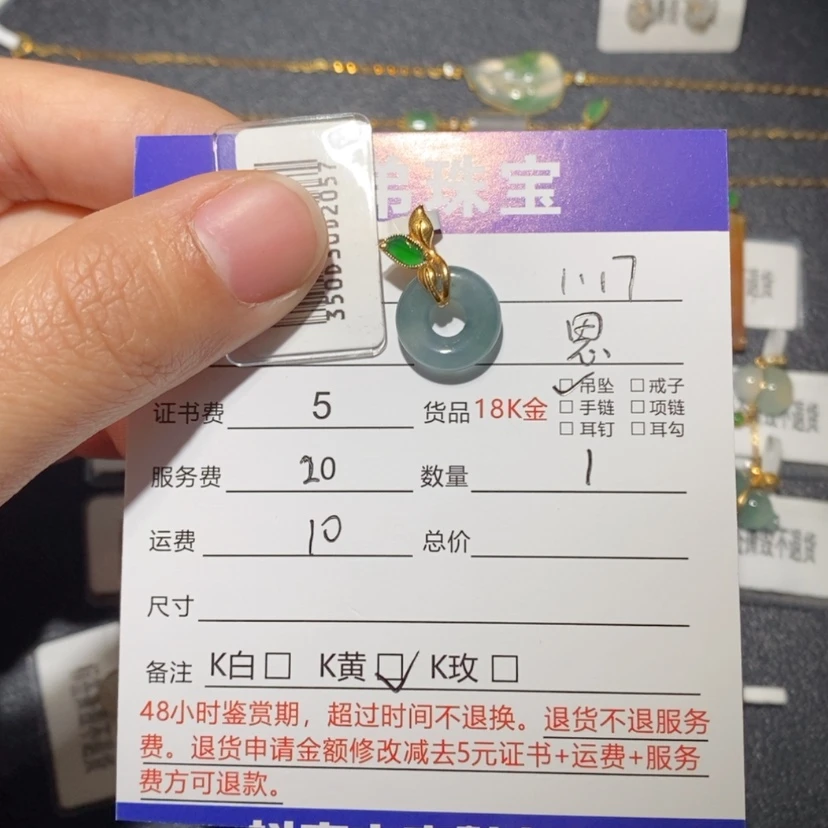 珠宝
350D5002057
11.17
恩
证书费 5 货品 18K金 ☑吊坠 □戒子
□手链 □项链
□耳钉 □耳勾
服务费 20 数量 1
运费 10 总价
尺寸
备注 K白□ K黄☑ K玫□
48小时鉴赏期，超过时间不退换。退货不退服务
费。退货申请金额修改减去5元证书+运费+服务
费方可退款。